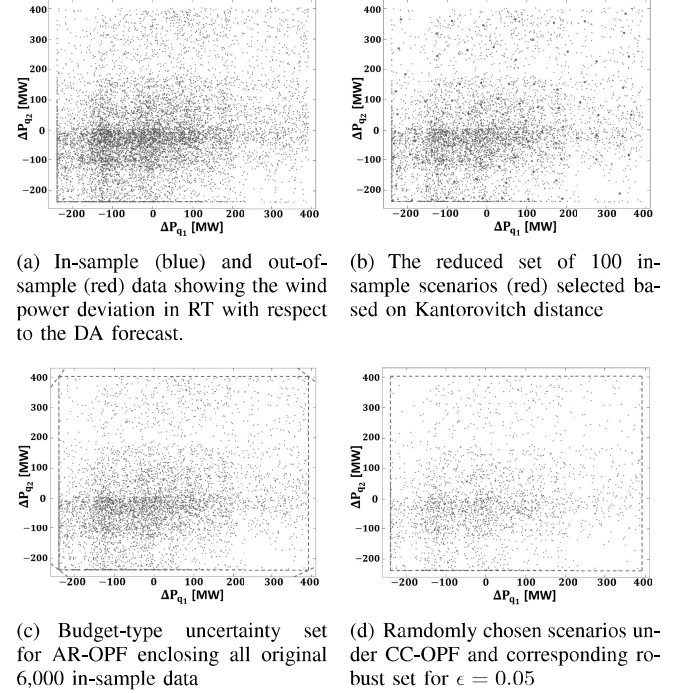 400
300
200
100
0
−100
−200
ΔPq2 [MW]
−200 −100 0 100 200 300 400
ΔPq1 [MW]
400
300
200
100
0
−100
−200
ΔPq2 [MW]
−200 −100 0 100 200 300 400
ΔPq1 [MW]
(a) In-sample (blue) and out-of-
sample (red) data showing the wind
power deviation in RT with respect
to the DA forecast.
(b) The reduced set of 100 in-
sample scenarios (red) selected ba-
sed on Kantorovitch distance
400
300
200
100
0
−100
−200
ΔPq2 [MW]
−200 −100 0 100 200 300 400
ΔPq1 [MW]
400
300
200
100
0
−100
−200
ΔPq2 [MW]
−200 −100 0 100 200 300 400
ΔPq1 [MW]
(c) Budget-type uncertainty set
for AR-OPF enclosing all original
6,000 in-sample data
(d) Ramdomly chosen scenarios un-
der CC-OPF and corresponding ro-
bust set for ϵ = 0.05